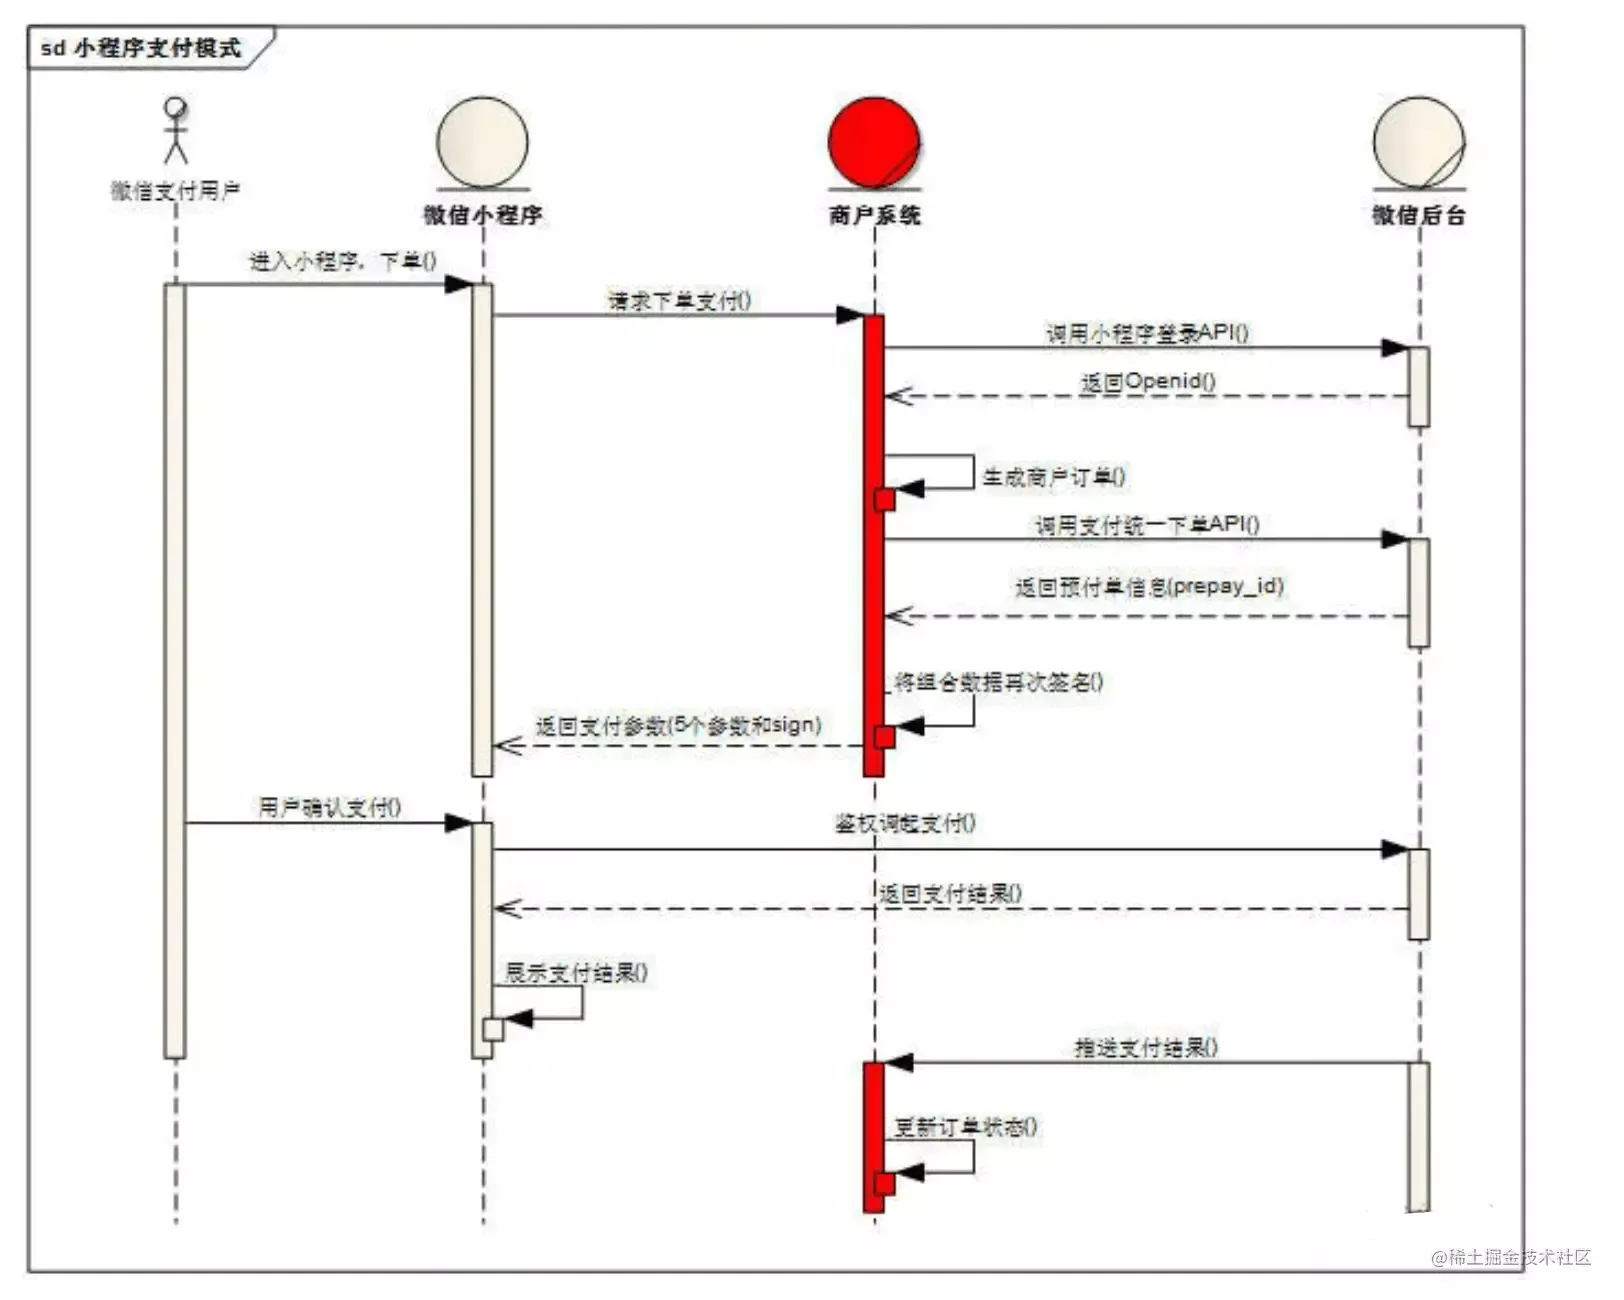 sd 小程序支付模式
微信支付用户
微信小程序
商户系统
微信后台
进入小程序，下单()
请求下单支付()
调用小程序登录API()
返回Openid()
生成商户订单()
调用支付统一下单API()
返回预付单信息(prepay_id)
将组合数据再次签名()
返回支付参数(5个参数和sign)
用户确认支付()
鉴权调起支付()
返回支付结果()
展示支付结果()
推送支付结果()
更新订单状态()
@稀土掘金技术社区